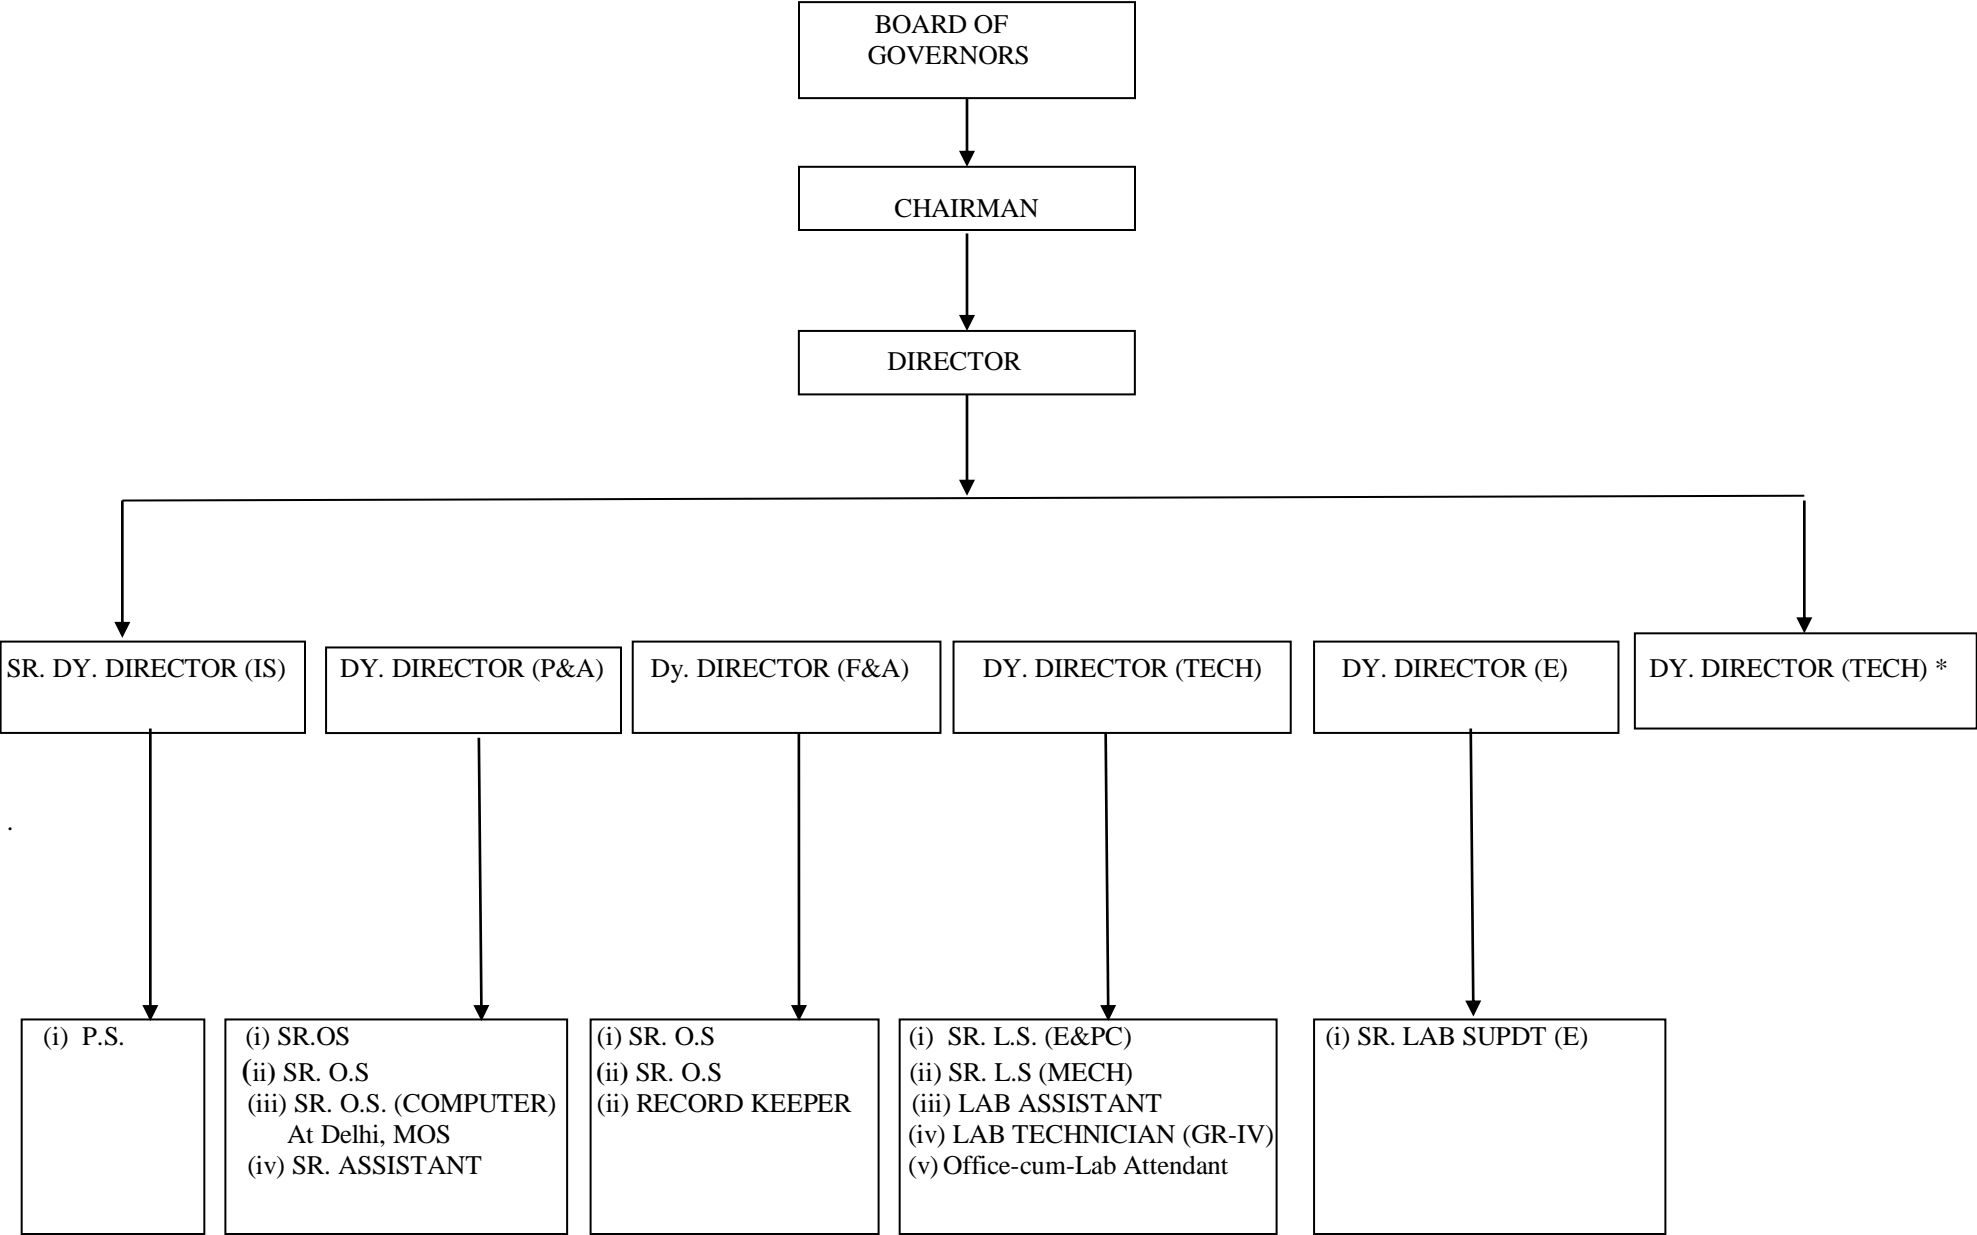 BOARD OF
GOVERNORS
CHAIRMAN
DIRECTOR
SR. DY. DIRECTOR (IS)
DY. DIRECTOR (P&A)
Dy. DIRECTOR (F&A)
DY. DIRECTOR (TECH)
DY. DIRECTOR (E)
DY. DIRECTOR (TECH) *
.
(i) P.S.
(i) SR.OS
(ii) SR. O.S
(iii) SR. O.S. (COMPUTER)
At Delhi, MOS
(iv) SR. ASSISTANT
(i) SR. O.S
(ii) SR. O.S
(ii) RECORD KEEPER
(i) SR. L.S. (E&PC)
(ii) SR. L.S (MECH)
(iii) LAB ASSISTANT
(iv) LAB TECHNICIAN (GR-IV)
(v) Office-cum-Lab Attendant
(i) SR. LAB SUPDT (E)